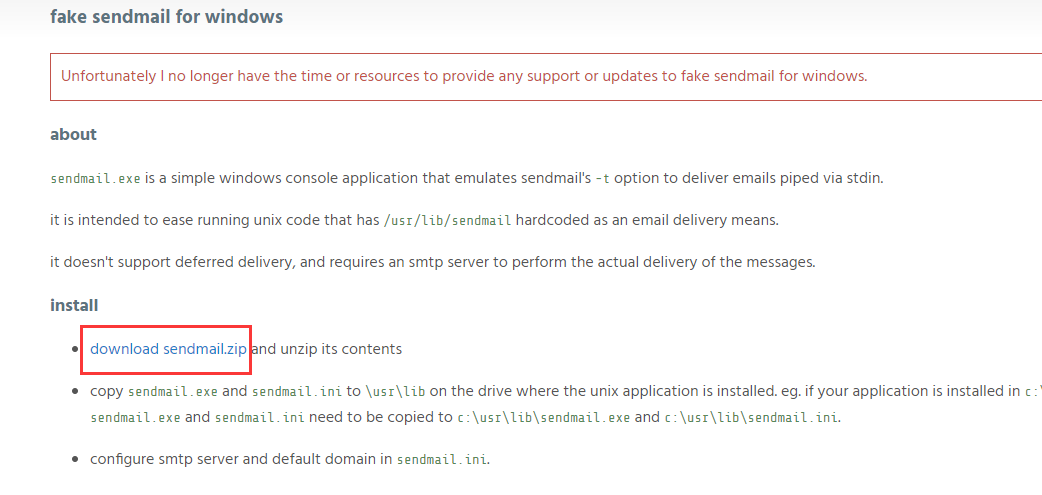 fake sendmail for windows
Unfortunately I no longer have the time or resources to provide any support or updates to fake sendmail for windows.
about
sendmail.exe is a simple windows console application that emulates sendmail's -t option to deliver emails piped via stdin.
it is intended to ease running unix code that has /usr/lib/sendmail hardcoded as an email delivery means.
it doesn't support deferred delivery, and requires an smtp server to perform the actual delivery of the messages.
install
download sendmail.zip and unzip its contents
copy sendmail.exe and sendmail.ini to \usr\lib on the drive where the unix application is installed. eg. if your application is installed in c:\
sendmail.exe and sendmail.ini need to be copied to c:\usr\lib\sendmail.exe and c:\usr\lib\sendmail.ini.
configure smtp server and default domain in sendmail.ini.